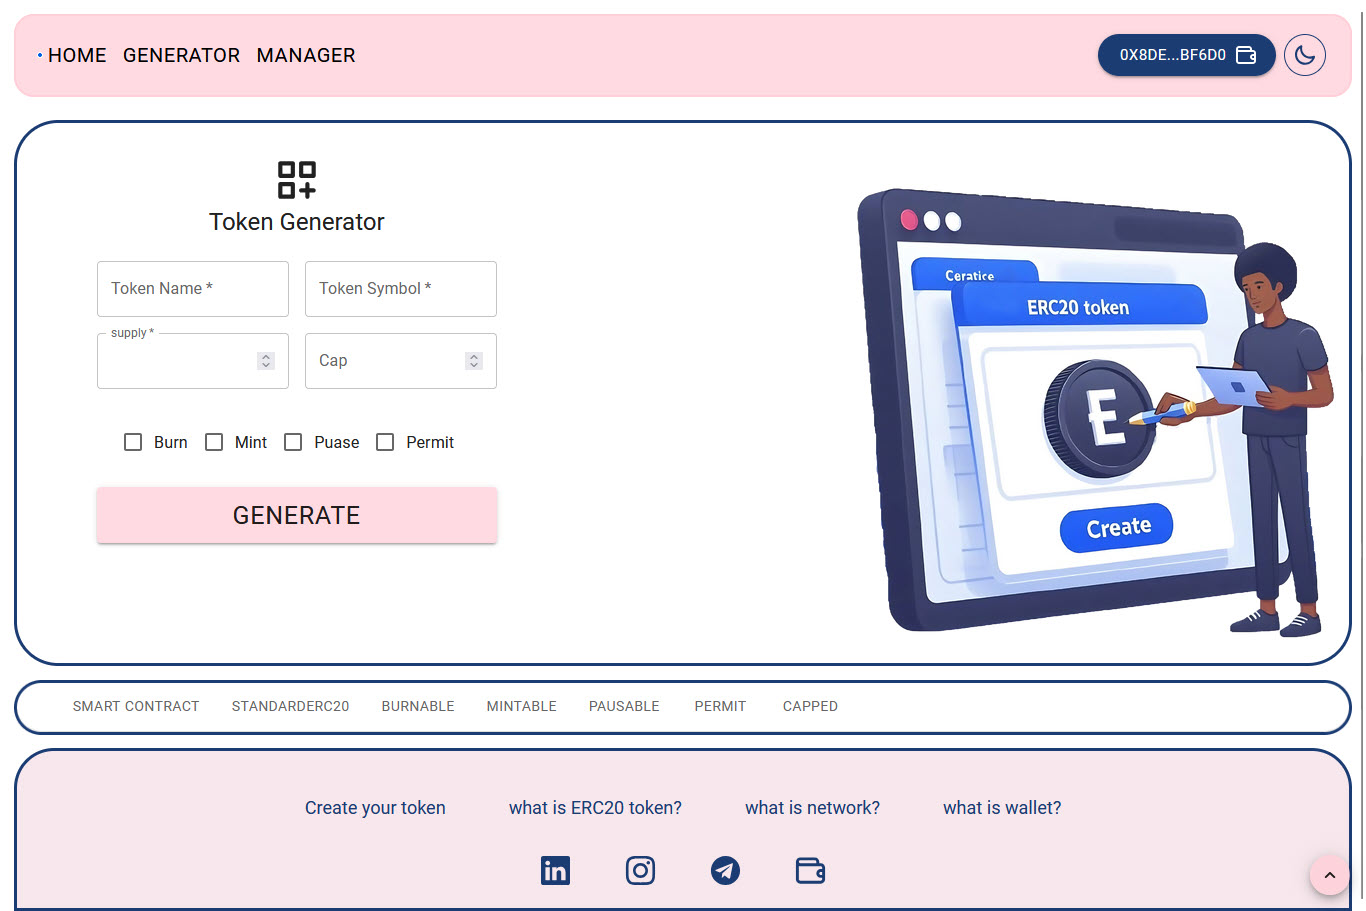 HOME GENERATOR MANAGER
0X8DE...BF6D0
Token Generator
Token Name *
Token Symbol *
supply *
Cap
Burn
Mint
Puase
Permit
GENERATE
Ceratice
ERC20 token
E
Create
SMART CONTRACT STANDARDERC20 BURNABLE MINTABLE PAUSABLE PERMIT CAPPED
Create your token
what is ERC20 token?
what is network?
what is wallet?
in